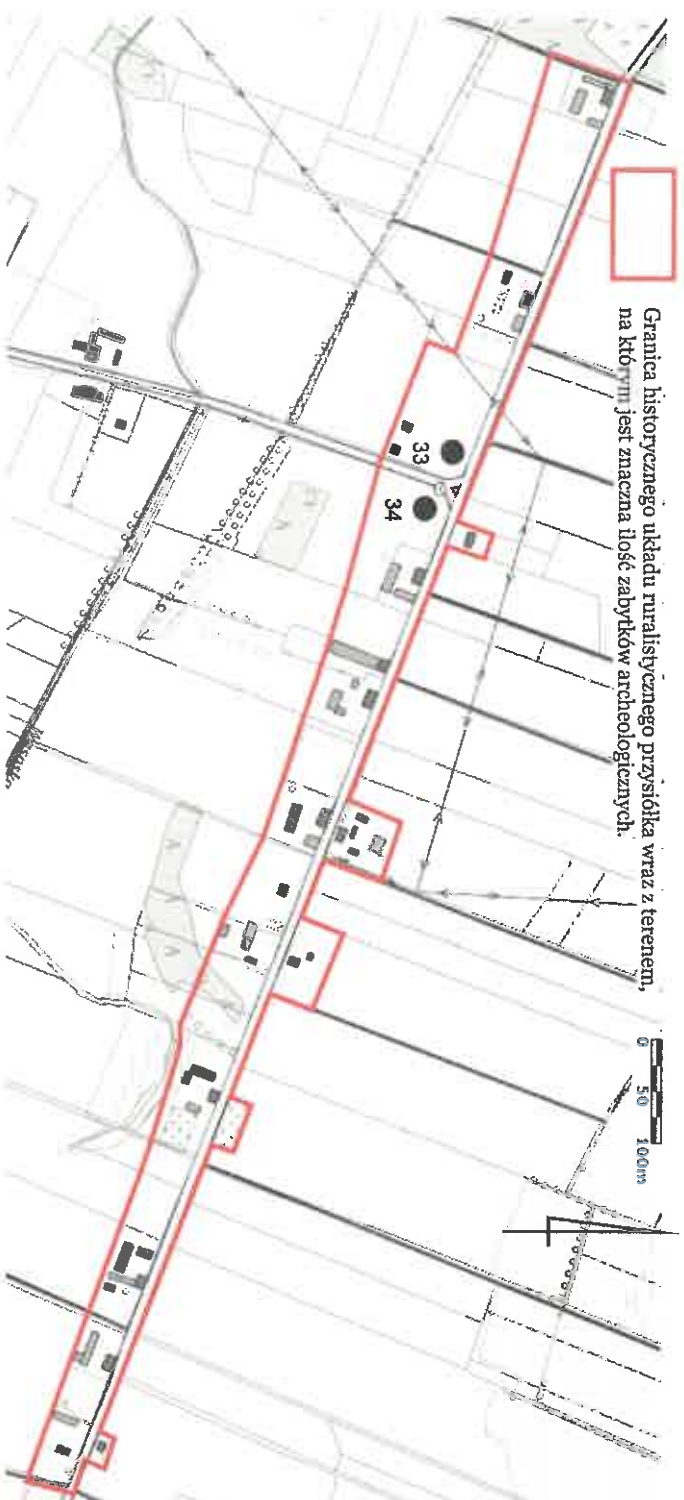 Granica historycznego układu ruralistycznego przysiółka wraz z terenem,
na którym jest znaczna ilość zabytków archeologicznych.
0 50 100m
33
34